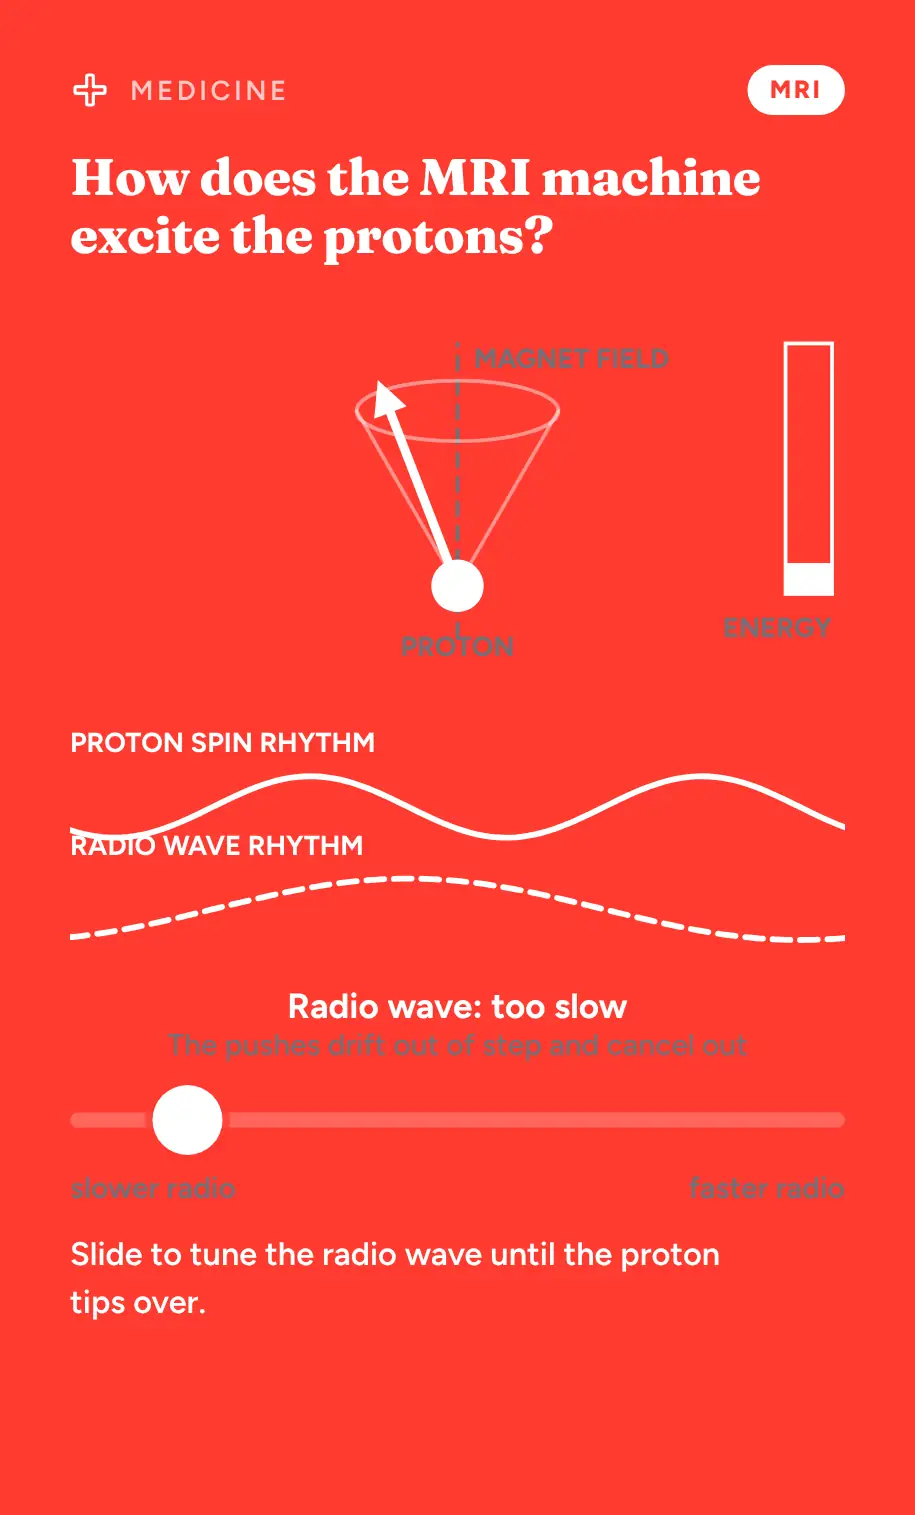 MEDICINE
MRI
How does the MRI machine
excite the protons?
MAGNET FIELD
PROTON
ENERGY
PROTON SPIN RHYTHM
RADIO WAVE RHYTHM
Radio wave: too slow
The pushes drift out of step and cancel out
slower radio
faster radio
Slide to tune the radio wave until the proton
tips over.